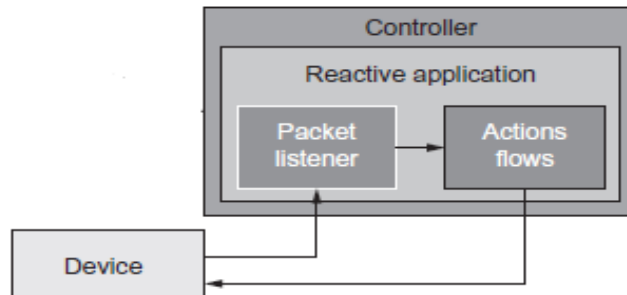 Controller
Reactive application
Packet
listener
Actions
flows
Device